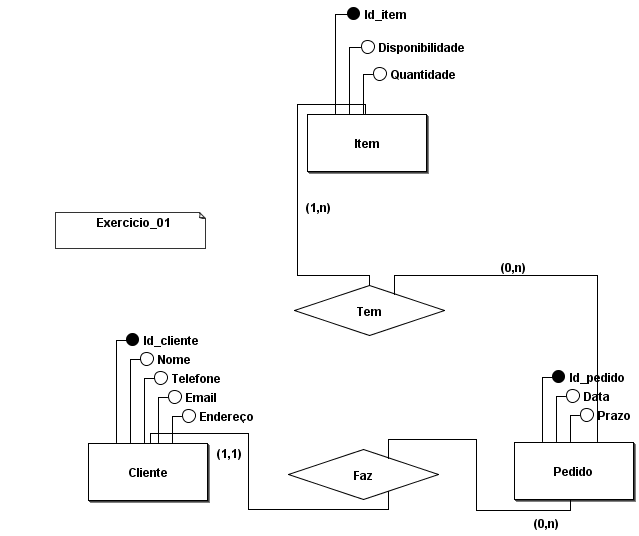 Id_item
Disponibilidade
Quantidade
Item
(1,n)
Exercicio_01
(0,n)
Tem
Id_cliente
Nome
Telefone
Email
Endereço
Id_pedido
Data
Prazo
(1,1)
Cliente
Faz
Pedido
(0,n)